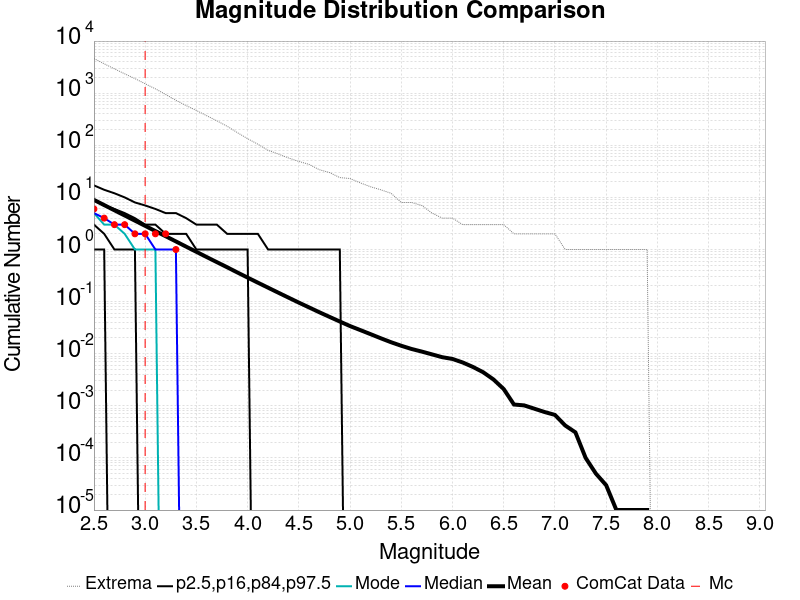 Magnitude Distribution Comparison
10^4
10^3
10^2
10^1
10^0
10^-1
10^-2
10^-3
10^-4
10^-5
Cumulative Number
2.5 3.0 3.5 4.0 4.5 5.0 5.5 6.0 6.5 7.0 7.5 8.0 8.5 9.0
Magnitude
Extrema p2.5,p16,p84,p97.5 Mode Median Mean ComCat Data Mc